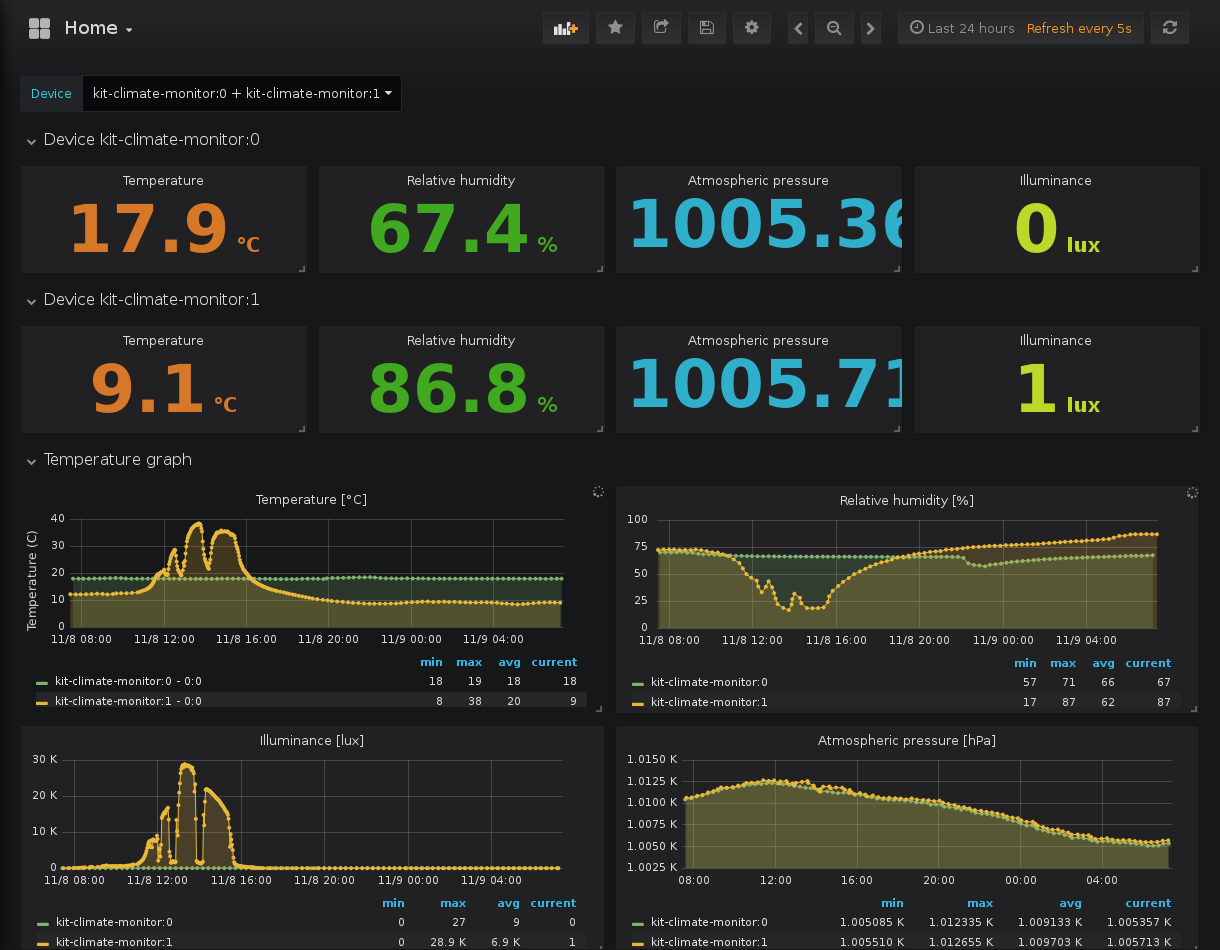 Home
Last 24 hours Refresh every 5s
Device kit-climate-monitor:0 + kit-climate-monitor:1
Device kit-climate-monitor:0
Temperature Relative humidity Atmospheric pressure Illuminance
17.9 °C 67.4 % 1005.36 0 lux
Device kit-climate-monitor:1
Temperature Relative humidity Atmospheric pressure Illuminance
9.1 °C 86.8 % 1005.71 1 lux
Temperature graph
Temperature [°C]
Temperature (C)
40
30
20
10
0
11/8 08:00 11/8 12:00 11/8 16:00 11/8 20:00 11/9 00:00 11/9 04:00
min max avg current
kit-climate-monitor:0 - 0:0 18 19 18 18
kit-climate-monitor:1 - 0:0 8 38 20 9
Relative humidity [%]
100
75
50
25
0
11/8 08:00 11/8 12:00 11/8 16:00 11/8 20:00 11/9 00:00 11/9 04:00
min max avg current
kit-climate-monitor:0 57 71 66 67
kit-climate-monitor:1 17 87 62 87
Illuminance [lux]
30 K
20 K
10 K
0
11/8 08:00 11/8 12:00 11/8 16:00 11/8 20:00 11/9 00:00 11/9 04:00
min max avg current
kit-climate-monitor:0 0 27 9 0
kit-climate-monitor:1 0 28.9 K 6.9 K 1
Atmospheric pressure [hPa]
1.0150 K
1.0125 K
1.0100 K
1.0075 K
1.0050 K
1.0025 K
08:00 12:00 16:00 20:00 00:00 04:00
min max avg current
kit-climate-monitor:0 1.005085 K 1.012335 K 1.009133 K 1.005357 K
kit-climate-monitor:1 1.005510 K 1.012655 K 1.009703 K 1.005713 K